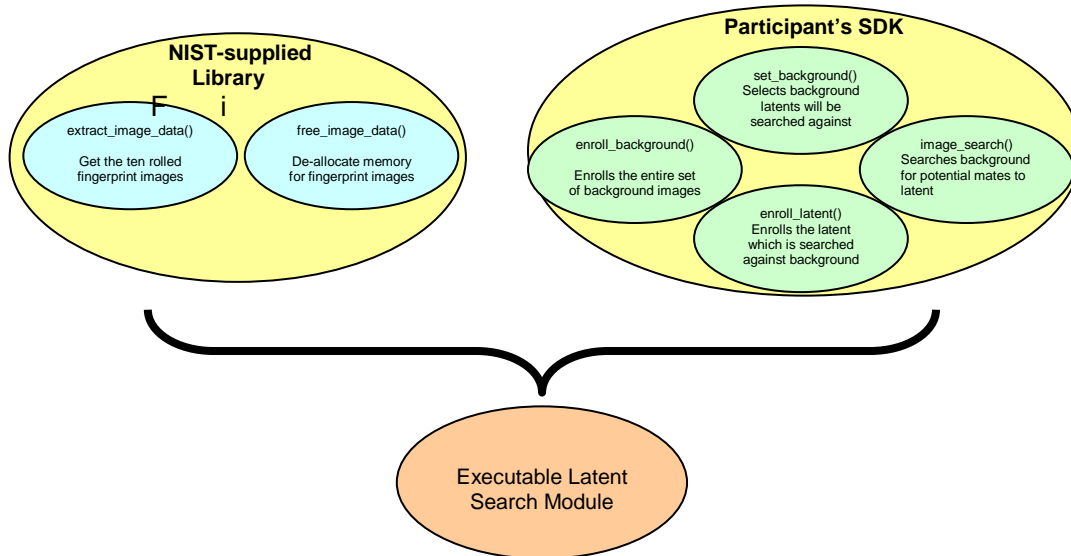 NIST-supplied
Library
F i
extract_image_data()
Get the ten rolled
fingerprint images
free_image_data()
De-allocate memory
for fingerprint images
Participant's SDK
set_background()
Selects background
latents will be
searched against
enroll_background()
Enrolls the entire set
of background images
image_search()
Searches background
for potential mates to
latent
enroll_latent()
Enrolls the latent
which is searched
against background
Executable Latent
Search Module